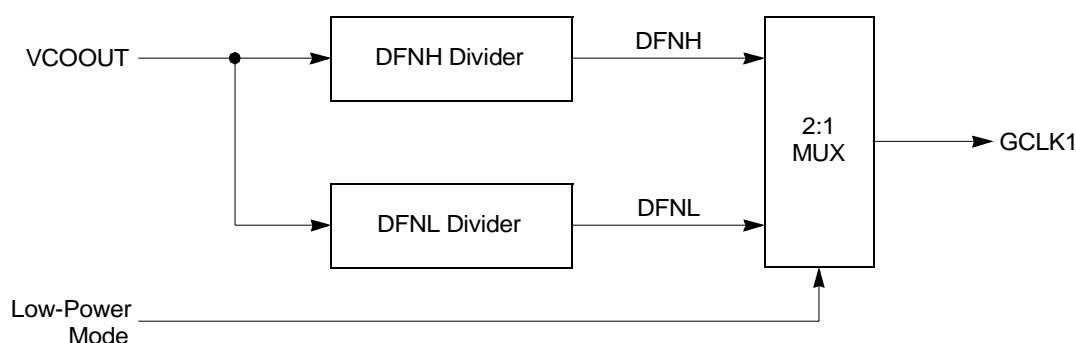 DFNH
VCOOUT
DFNH Divider
2:1
MUX
GCLK1
DFNL
DFNL Divider
Low-Power
Mode